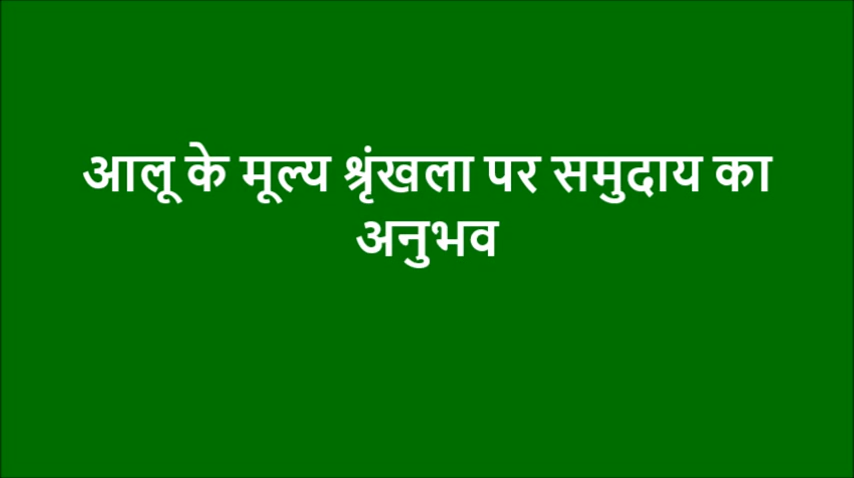 आलू के मूल्य श्रृंखला पर समुदाय का
अनुभव